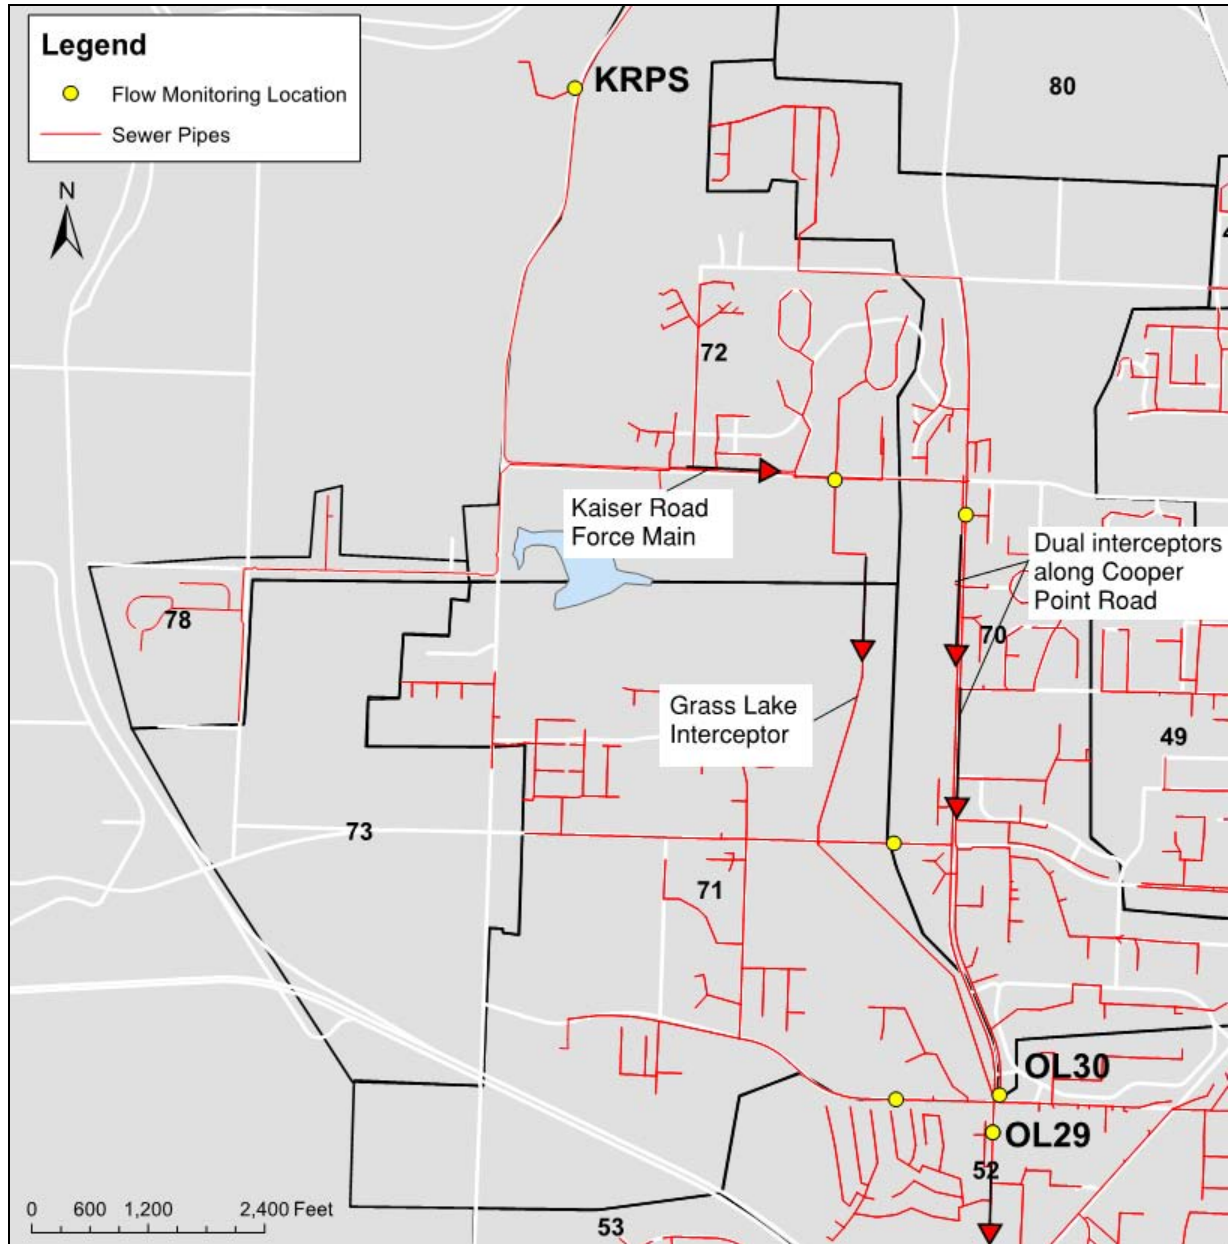 Legend
Flow Monitoring Location
Sewer Pipes
N
KRPS
80
4
72
Kaiser Road
Force Main
Dual interceptors
along Cooper
Point Road
78
70
Grass Lake
Interceptor
49
73
71
OL30
OL29
52
0 600 1,200 2,400 Feet
53